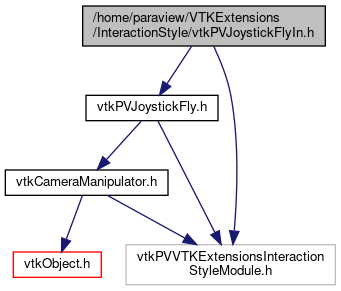 /home/paraview/VTKExtensions
/InteractionStyle/vtkPVJoystickFlyIn.h
vtkPVJoystickFly.h
vtkCameraManipulator.h
vtkObject.h
vtkPVVTKExtensionsInteraction
StyleModule.h